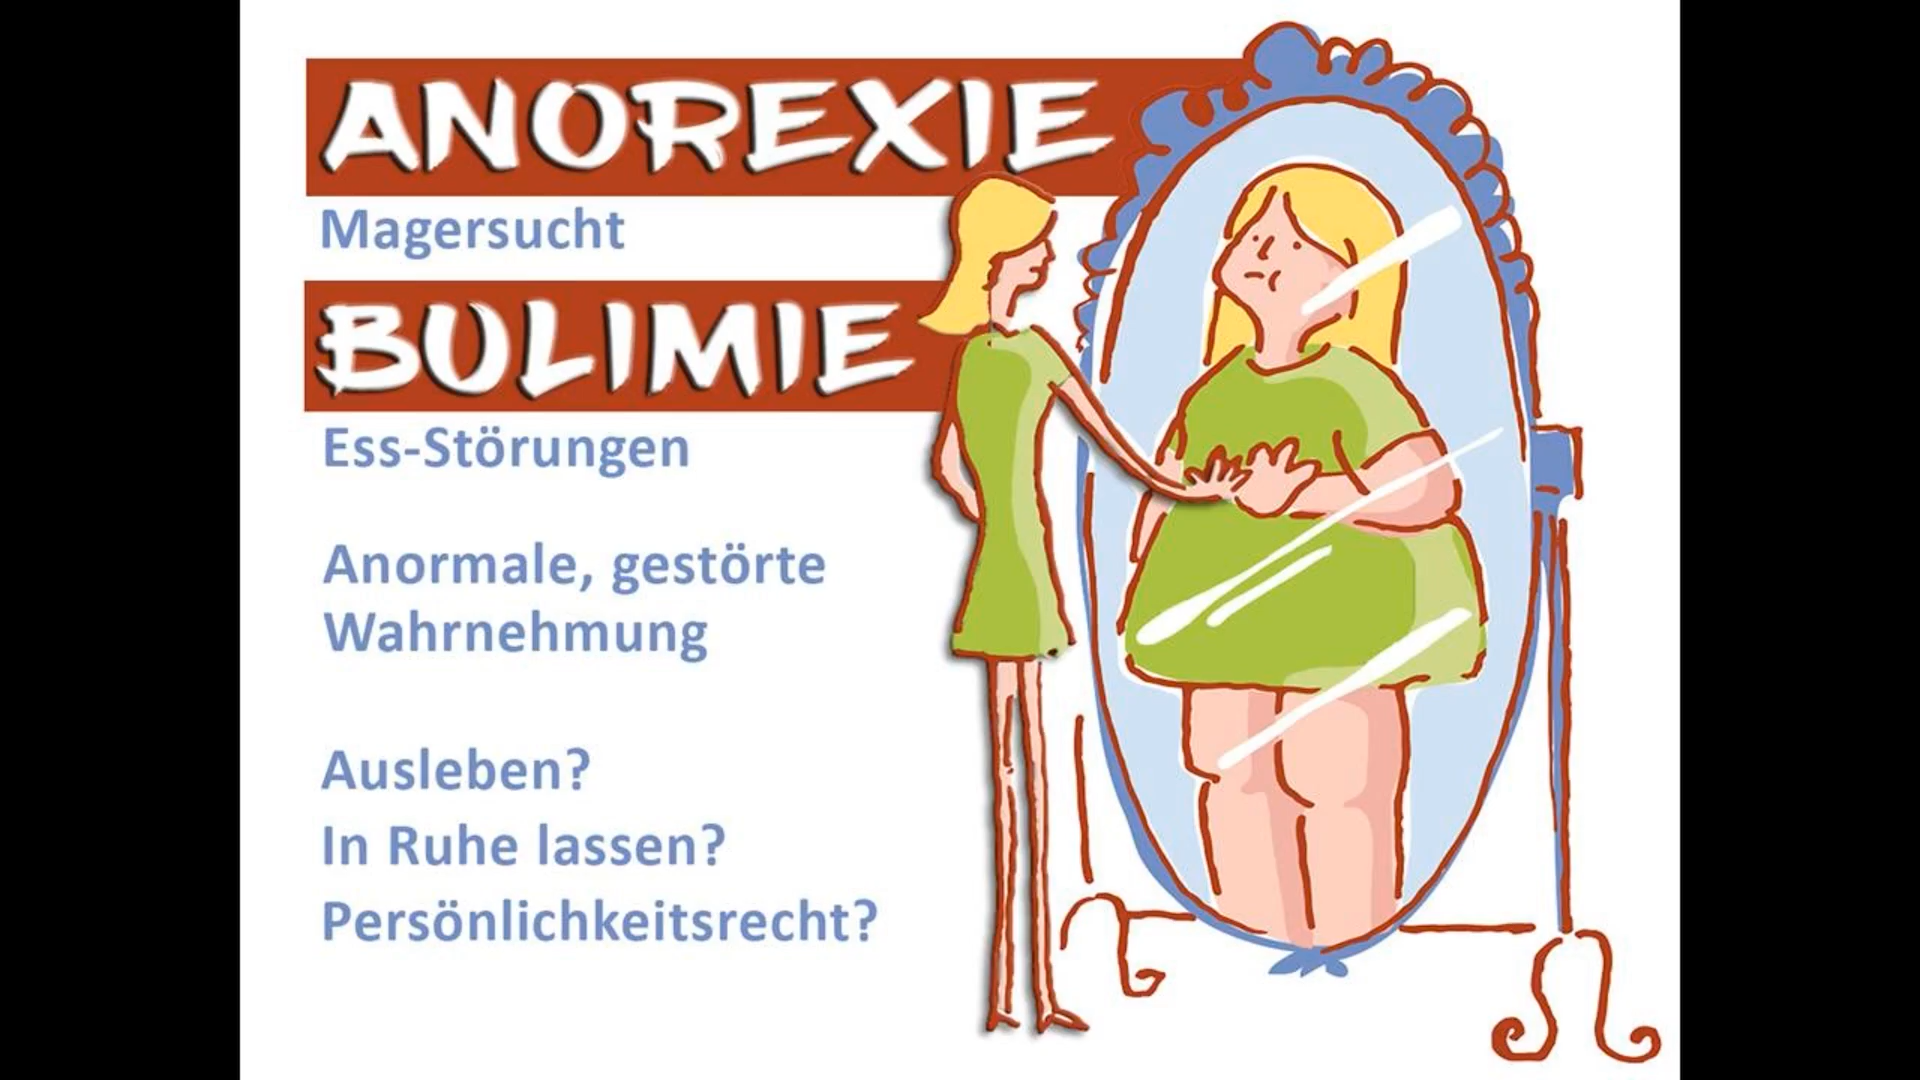 ANOREXIE
Magersucht
BULIMIE
Ess-Störungen
Anormale, gestörte
Wahrnehmung
Ausleben?
In Ruhe lassen?
Persönlichkeitsrecht?